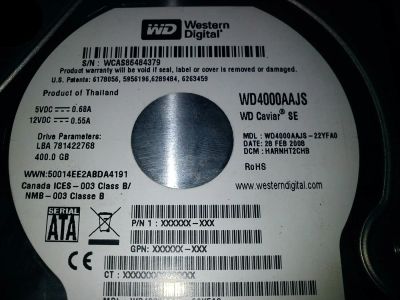 WD Western Digital®
S/N : WCAS86484379
Product warranty will be void if seal, label or cover is removed or damaged.
U.S. Patents: 6178056, 5956196, 6289484, 6263459
Product of Thailand
5VDC 0.68A
12VDC 0.55A
Drive Parameters:
LBA 781422768
400.0 GB
WWN:50014EE2ABDA4191
Canada ICES - 003 Class B/
NMB - 003 Classe B
WD4000AAJS
WD Caviar® SE
MDL : WD4000AAJS-22YFA0
DATE: 28 FEB 2008
DCM : HARNHT2CHB
RoHS
www.westerndigital.com
SERIAL
ATA
P/N 1 : XXXXXX-XXX
GPN: XXXXXX-XXX